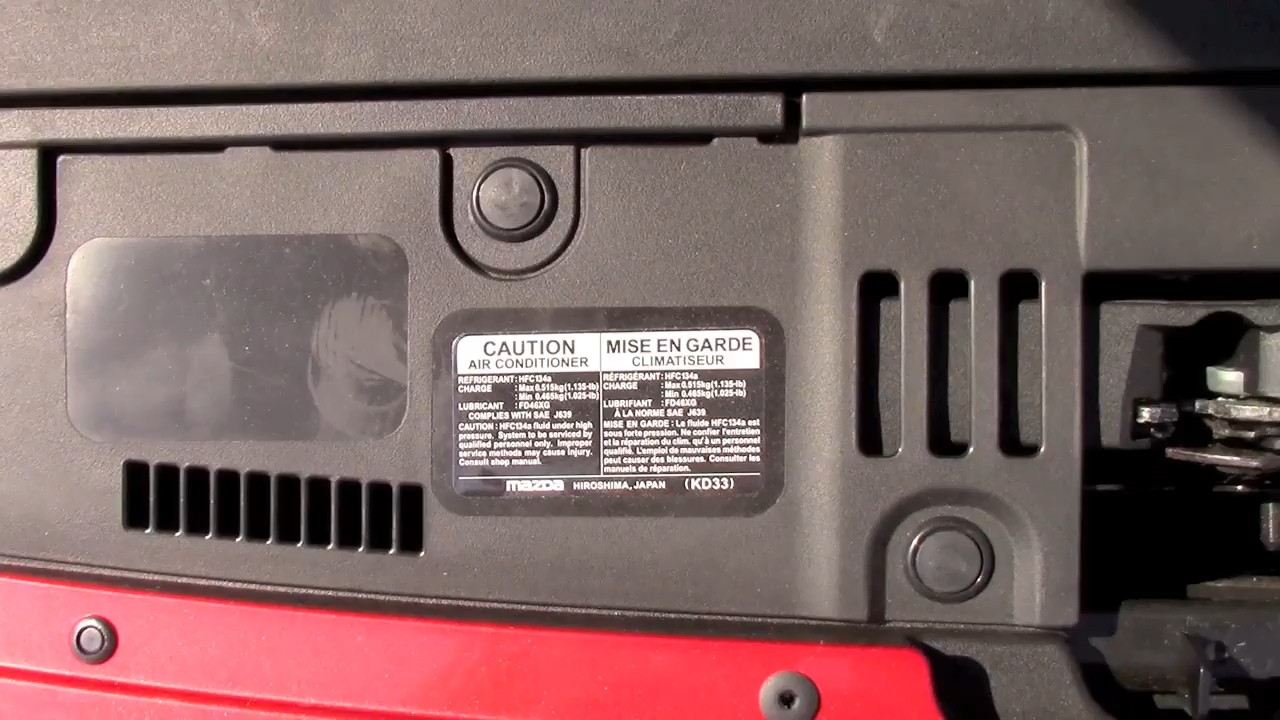 CAUTION
AIR CONDITIONER
REFRIGERANT : HFC134a
CHARGE : Max 0.515kg(1.135-lb)
: Min 0.465kg(1.025-lb)
LUBRICANT : FD46XG
COMPLIES WITH SAE J639
CAUTION : HFC134a fluid under high
pressure. System to be serviced by
qualified personnel only. Improper
service methods may cause injury.
Consult shop manual.
MISE EN GARDE
CLIMATISEUR
RÉFRIGÉRANT : HFC134a
CHARGE : Max 0.515kg(1.135-lb)
: Min 0.465kg(1.025-lb)
LUBRIFIANT : FD46XG
À LA NORME SAE J639
MISE EN GARDE : Le fluide HFC134a est
sous forte pression. Ne confier l'entretien
et la réparation du clim. qu'à un personnel
qualifié. L'emploi de mauvaises méthodes
peut causer des blessures. Consulter les
manuels de réparation.
mazda HIROSHIMA, JAPAN (KD33)